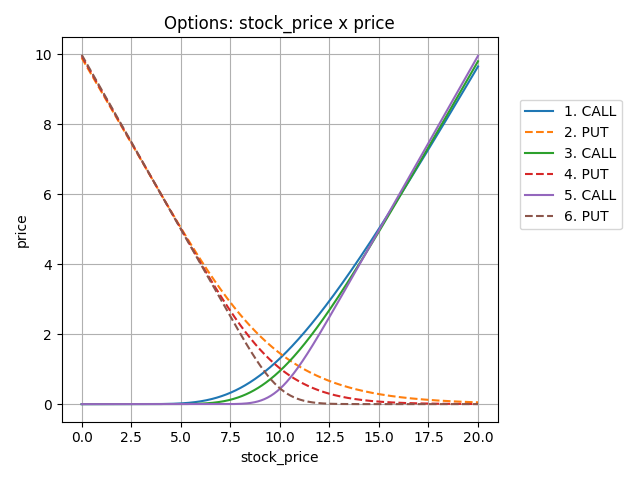 Options: stock_price x price
10
8
6
4
2
0
price
0.0 2.5 5.0 7.5 10.0 12.5 15.0 17.5 20.0
stock_price
1. CALL
2. PUT
3. CALL
4. PUT
5. CALL
6. PUT